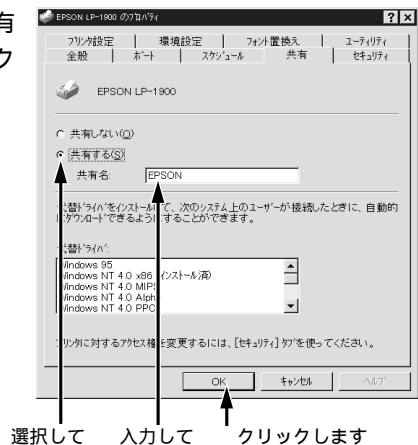 有
ク
EPSON LP-1900 のプロパティ
プリンタ設定 環境設定 フォント置換え ユーティリティ
全般 ポート スケジュール 共有 セキュリティ
EPSON LP-1900
共有しない(O)
共有する(S)
共有名: EPSON
代替ドライバをインストールして、次のシステム上のユーザーが接続したときに、自動的
にダウンロードできるようにすることができます。
代替ドライバ:
Windows 95
Windows NT 4.0 x86 (インストール済)
Windows NT 4.0 MIPS
Windows NT 4.0 Alpha
Windows NT 4.0 PPC
プリンタに対するアクセス権を変更するには、[セキュリティ] タブを使ってください。
OK キャンセル ヘルプ
選択して 入力して クリックします